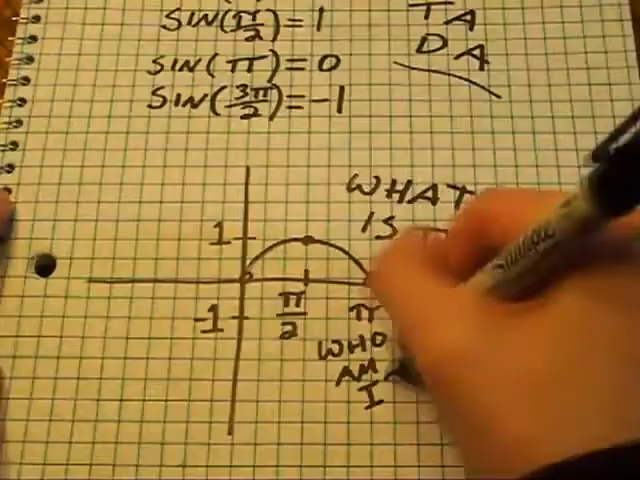 SIN(π/2)=1
SIN(π)=0
SIN(3π/2)=-1
TA
DA
WHAT
IS
1
-1
π/2
π
WHO
AM
I